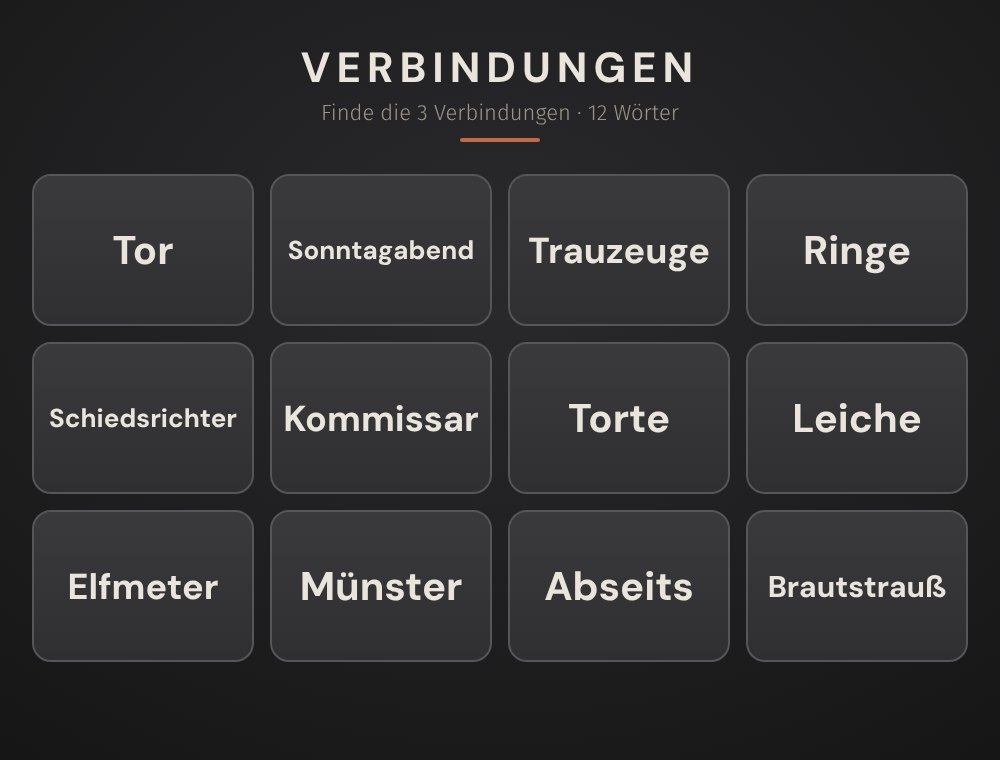 VERBINDUNGEN
Finde die 3 Verbindungen · 12 Wörter
Tor
Sonntagabend
Trauzeuge
Ringe
Schiedsrichter
Kommissar
Torte
Leiche
Elfmeter
Münster
Abseits
Brautstrauß